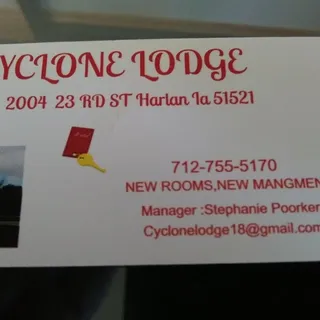 YCLONE LODGE
2004 23 RD ST Harlan Ia 51521
712-755-5170
NEW ROOMS,NEW MANGMEN
Manager :Stephanie Poorker
Cyclonelodge18@gmail.com